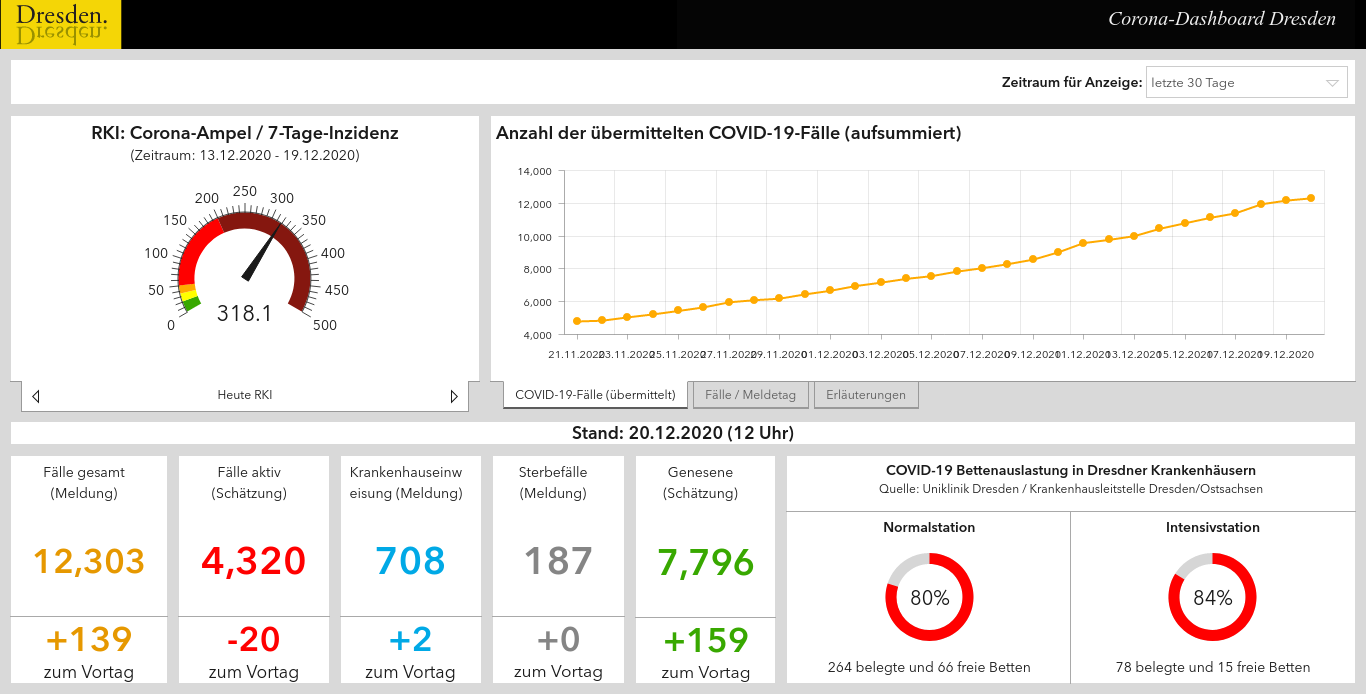 Dresden.
Corona-Dashboard Dresden
Zeitraum für Anzeige: letzte 30 Tage
RKI: Corona-Ampel / 7-Tage-Inzidenz
(Zeitraum: 13.12.2020 - 19.12.2020)
0
50
100
150
200
250
300
350
400
450
500
318.1
Heute RKI
Anzahl der übermittelten COVID-19-Fälle (aufsummiert)
14,000
12,000
10,000
8,000
6,000
4,000
21.11.2020
23.11.2020
25.11.2020
27.11.2020
29.11.2020
01.12.2020
03.12.2020
05.12.2020
07.12.2020
09.12.2020
11.12.2020
13.12.2020
15.12.2020
17.12.2020
19.12.2020
COVID-19-Fälle (übermittelt)
Fälle / Meldetag
Erläuterungen
Stand: 20.12.2020 (12 Uhr)
Fälle gesamt
(Meldung)
12,303
+139
zum Vortag
Fälle aktiv
(Schätzung)
4,320
-20
zum Vortag
Krankenhauseinw
eisung (Meldung)
708
+2
zum Vortag
Sterbefälle
(Meldung)
187
+0
zum Vortag
Genesene
(Schätzung)
7,796
+159
zum Vortag
COVID-19 Bettenauslastung in Dresdner Krankenhäusern
Quelle: Uniklinik Dresden / Krankenhausleitstelle Dresden/Ostsachsen
Normalstation
80%
264 belegte und 66 freie Betten
Intensivstation
84%
78 belegte und 15 freie Betten